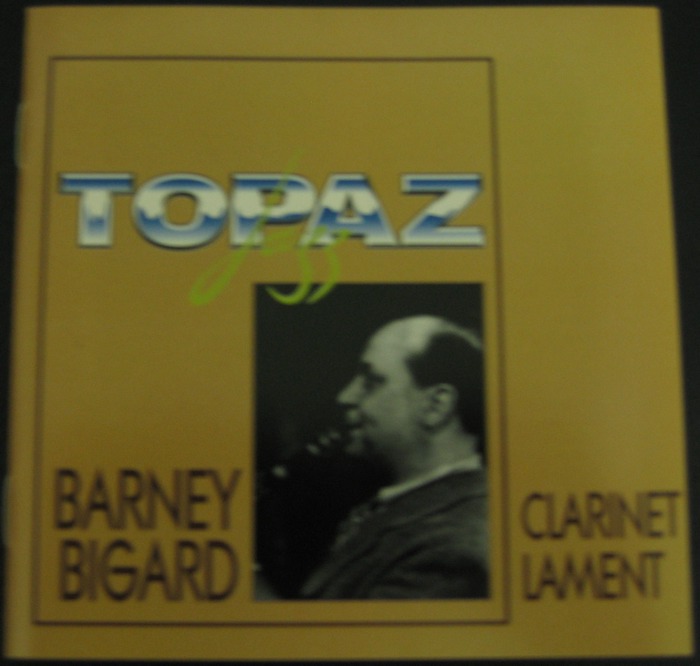 TOPAZ
Jazz
BARNEY
BIGARD
CLARINET
LAMENT